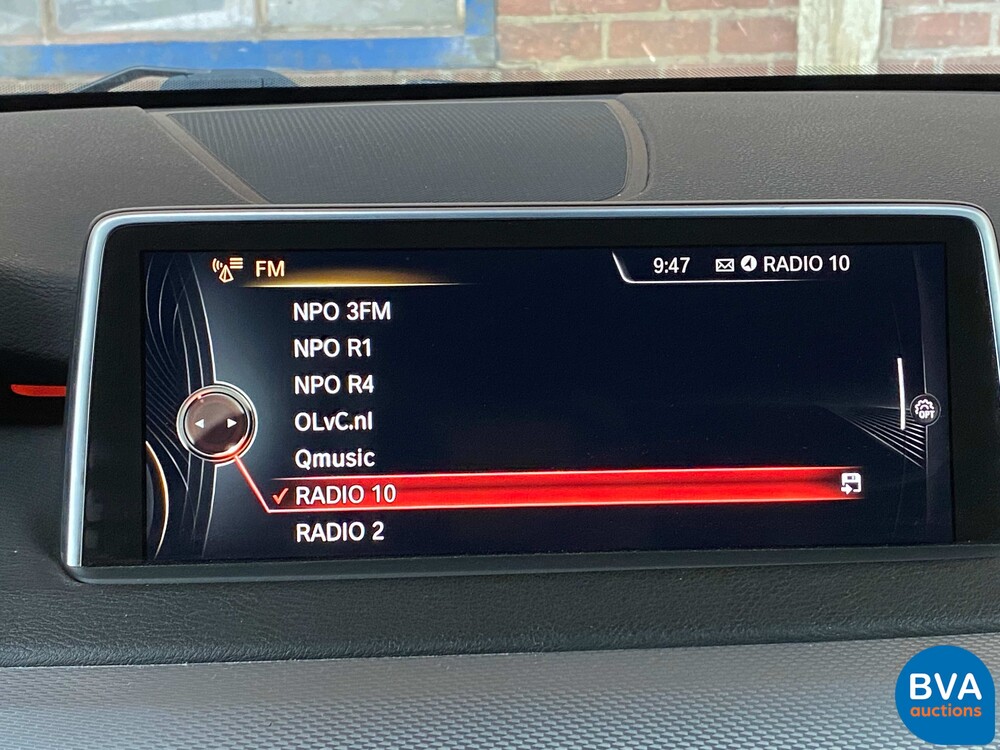 FM
9:47 RADIO 10
NPO 3FM
NPO R1
NPO R4
OLvC.nl
Qmusic
RADIO 10
RADIO 2
OPT
BVA
auctions